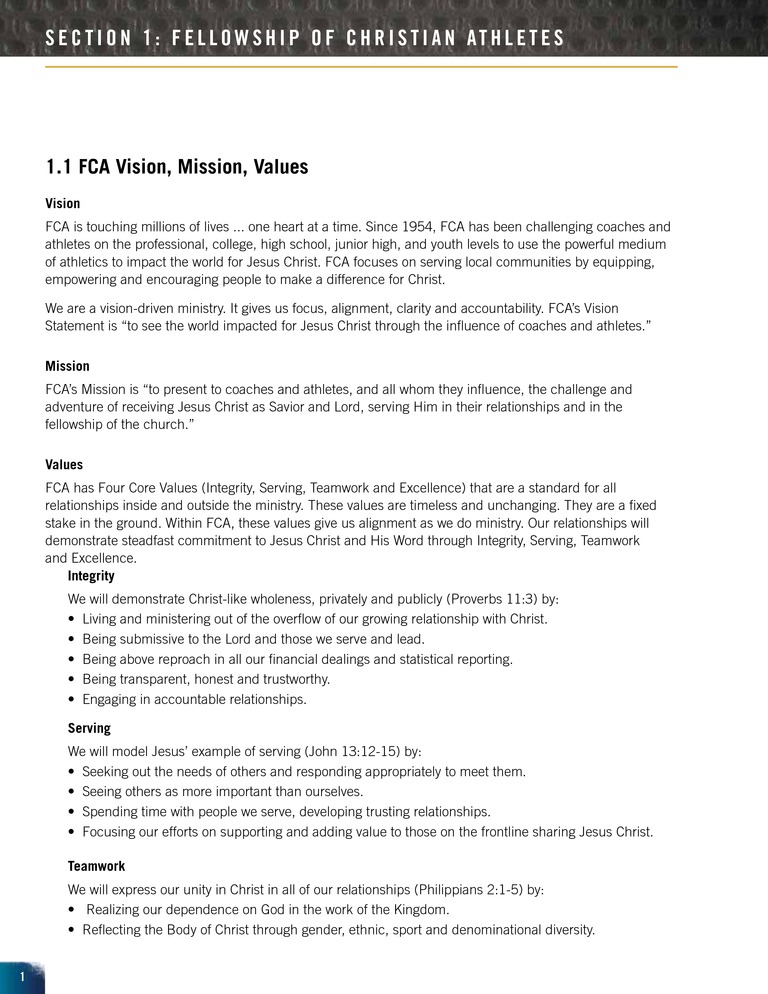 SECTION 1: FELLOWSHIP OF CHRISTIAN ATHLETES
1.1 FCA Vision, Mission, Values
Vision
FCA is touching millions of lives ... one heart at a time. Since 1954, FCA has been challenging coaches and
athletes on the professional, college, high school, junior high, and youth levels to use the powerful medium
of athletics to impact the world for Jesus Christ. FCA focuses on serving local communities by equipping,
empowering and encouraging people to make a difference for Christ.
We are a vision-driven ministry. It gives us focus, alignment, clarity and accountability. FCA’s Vision
Statement is “to see the world impacted for Jesus Christ through the influence of coaches and athletes.”
Mission
FCA’s Mission is “to present to coaches and athletes, and all whom they influence, the challenge and
adventure of receiving Jesus Christ as Savior and Lord, serving Him in their relationships and in the
fellowship of the church.”
Values
FCA has Four Core Values (Integrity, Serving, Teamwork and Excellence) that are a standard for all
relationships inside and outside the ministry. These values are timeless and unchanging. They are a fixed
stake in the ground. Within FCA, these values give us alignment as we do ministry. Our relationships will
demonstrate steadfast commitment to Jesus Christ and His Word through Integrity, Serving, Teamwork
and Excellence.
Integrity
We will demonstrate Christ-like wholeness, privately and publicly (Proverbs 11:3) by:
• Living and ministering out of the overflow of our growing relationship with Christ.
• Being submissive to the Lord and those we serve and lead.
• Being above reproach in all our financial dealings and statistical reporting.
• Being transparent, honest and trustworthy.
• Engaging in accountable relationships.
Serving
We will model Jesus’ example of serving (John 13:12-15) by:
• Seeking out the needs of others and responding appropriately to meet them.
• Seeing others as more important than ourselves.
• Spending time with people we serve, developing trusting relationships.
• Focusing our efforts on supporting and adding value to those on the frontline sharing Jesus Christ.
Teamwork
We will express our unity in Christ in all of our relationships (Philippians 2:1-5) by:
• Realizing our dependence on God in the work of the Kingdom.
• Reflecting the Body of Christ through gender, ethnic, sport and denominational diversity.
1